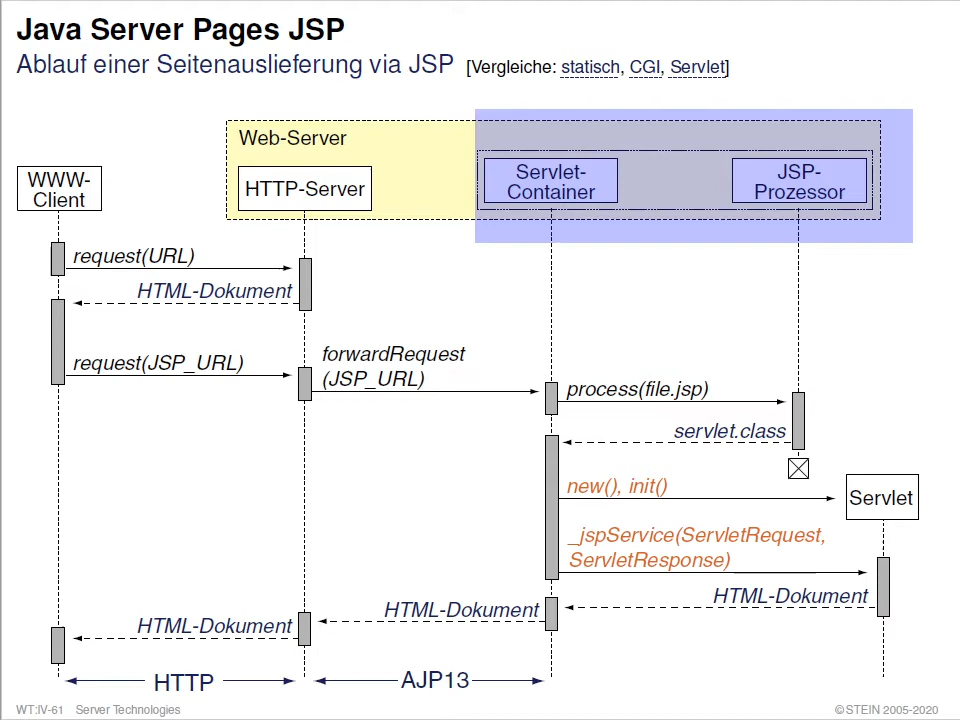 Java Server Pages JSP
Ablauf einer Seitenauslieferung via JSP [Vergleiche: statisch, CGI, Servlet]
Web-Server
WWW-
Client
HTTP-Server
Servlet-
Container
JSP-
Prozessor
request(URL)
HTML-Dokument
request(JSP_URL)
forwardRequest
(JSP_URL)
process(file.jsp)
servlet.class
new(), init()
Servlet
_jspService(ServletRequest,
ServletResponse)
HTML-Dokument
HTML-Dokument
HTML-Dokument
HTTP
AJP13
WT:IV-61 Server Technologies
© STEIN 2005-2020